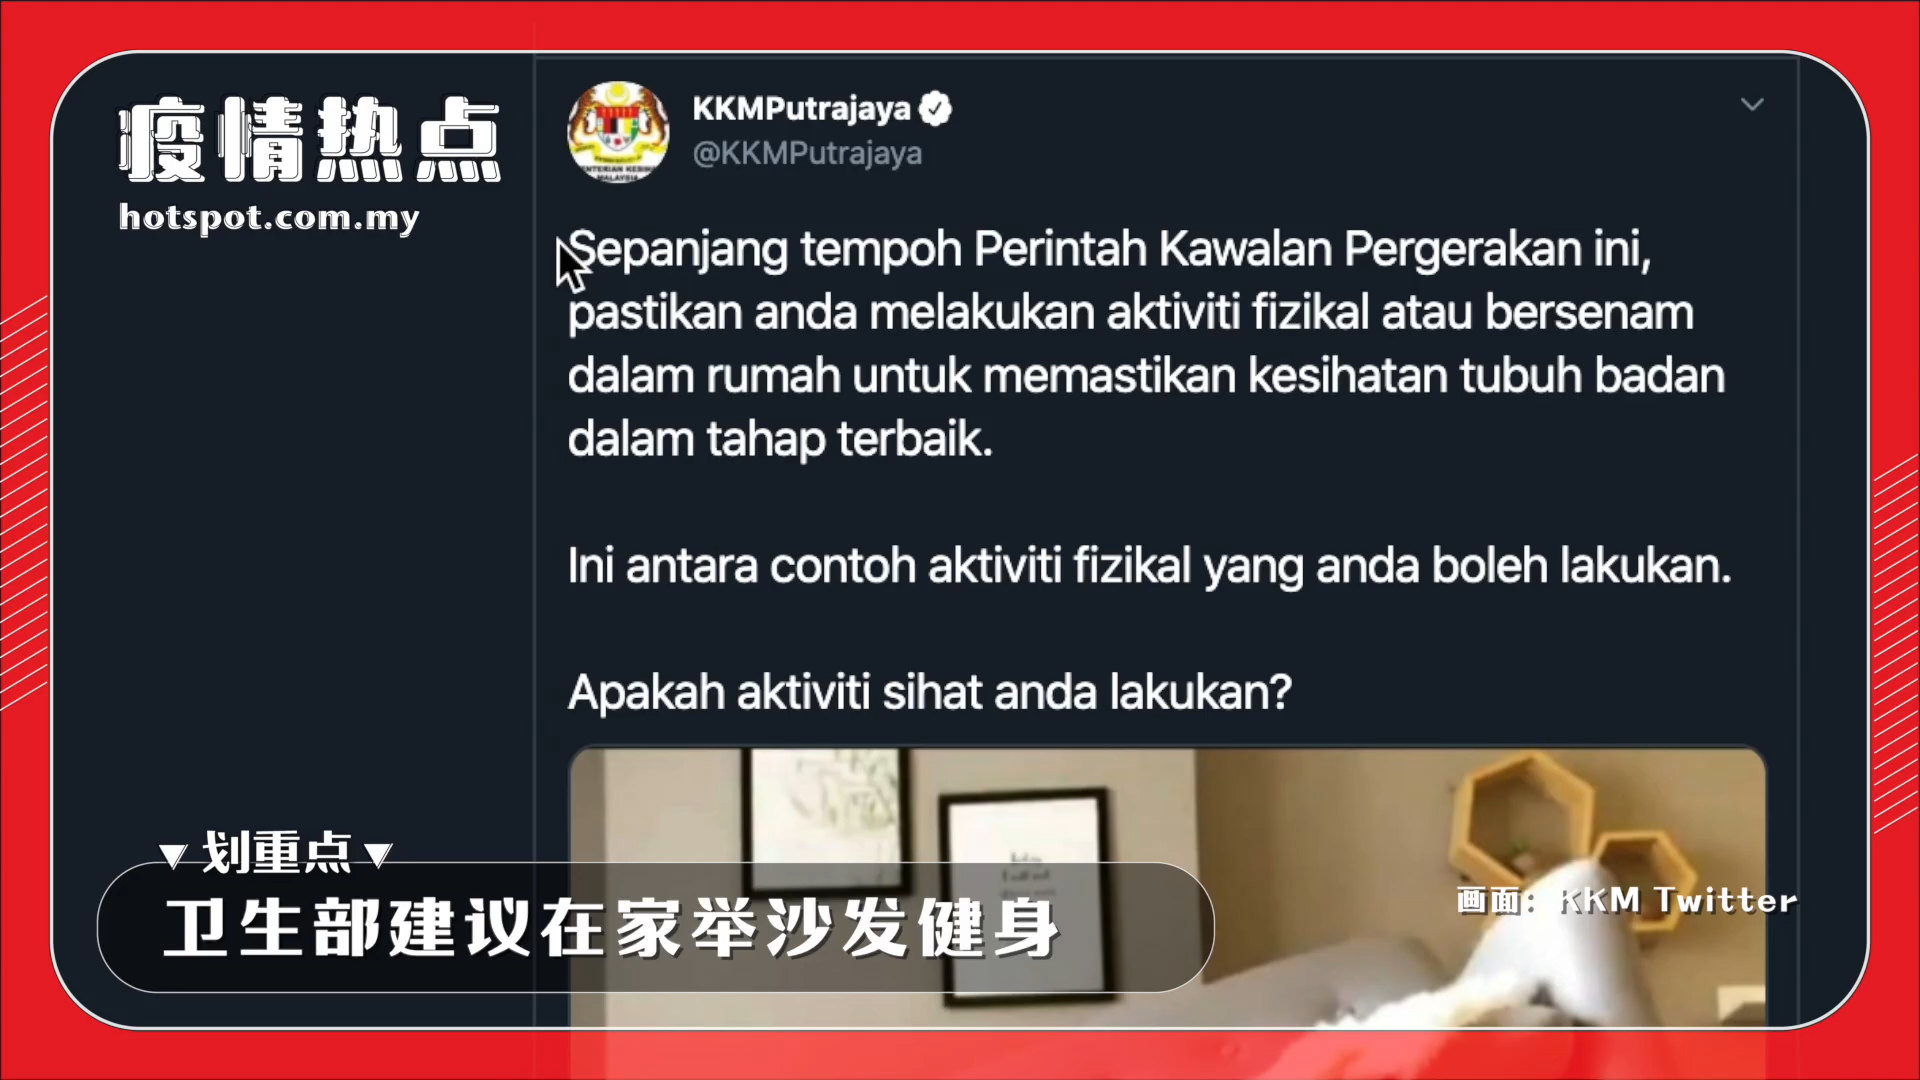 疫情热点
hotspot.com.my
KKMPutrajaya
@KKMPutrajaya
Sepanjang tempoh Perintah Kawalan Pergerakan ini,
pastikan anda melakukan aktiviti fizikal atau bersenam
dalam rumah untuk memastikan kesihatan tubuh badan
dalam tahap terbaik.
Ini antara contoh aktiviti fizikal yang anda boleh lakukan.
Apakah aktiviti sihat anda lakukan?
划重点
卫生部建议在家举沙发健身
画面: KKM Twitter